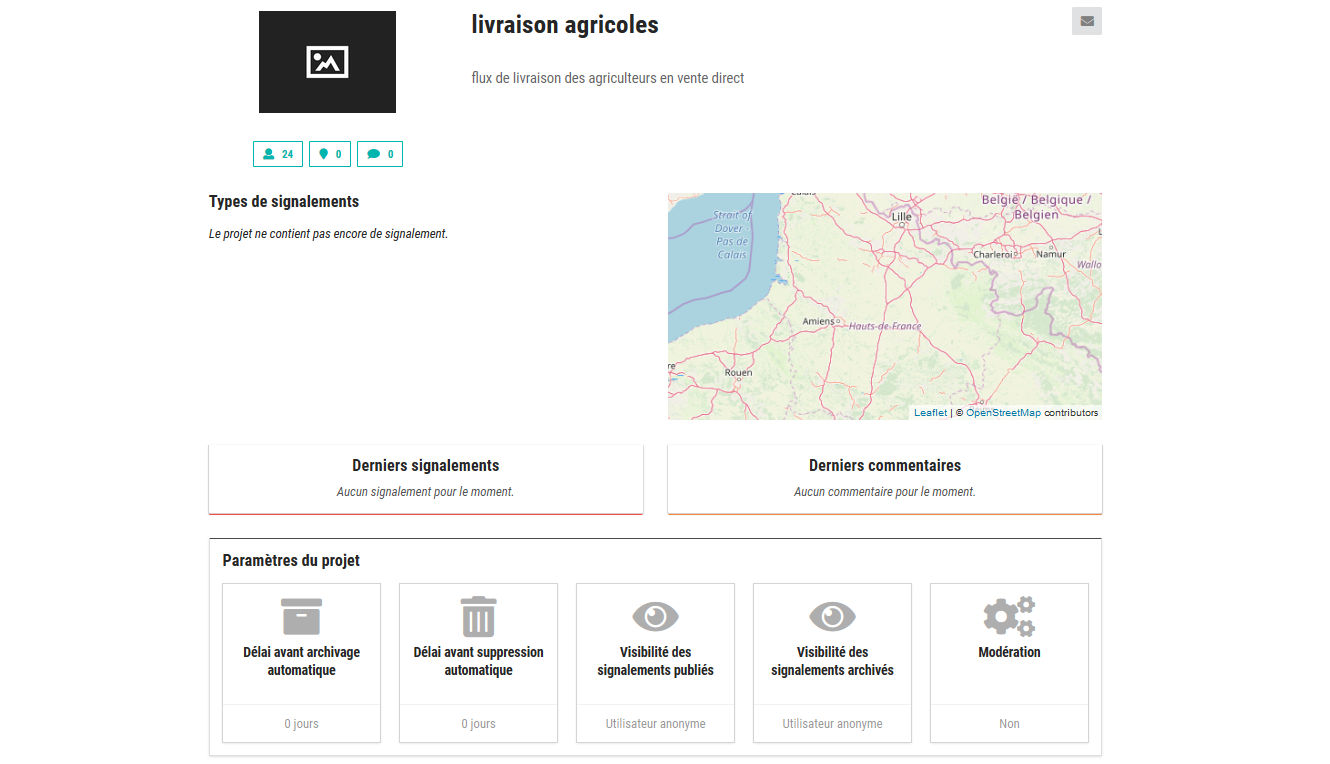 livraison agricoles
flux de livraison des agriculteurs en vente direct
24
0
0
Types de signalements
Le projet ne contient pas encore de signalement.
Strait of
Dover
Pas de
Calais
Lille
België / Belgique /
Belgien
Charleroi
Namur
Amiens
Hauts-de-France
Rouen
Leaflet | © OpenStreetMap contributors
Derniers signalements
Aucun signalement pour le moment.
Derniers commentaires
Aucun commentaire pour le moment.
Paramètres du projet
Délai avant archivage
automatique
0 jours
Délai avant suppression
automatique
0 jours
Visibilité des
signalements publiés
Utilisateur anonyme
Visibilité des
signalements archivés
Utilisateur anonyme
Modération
Non